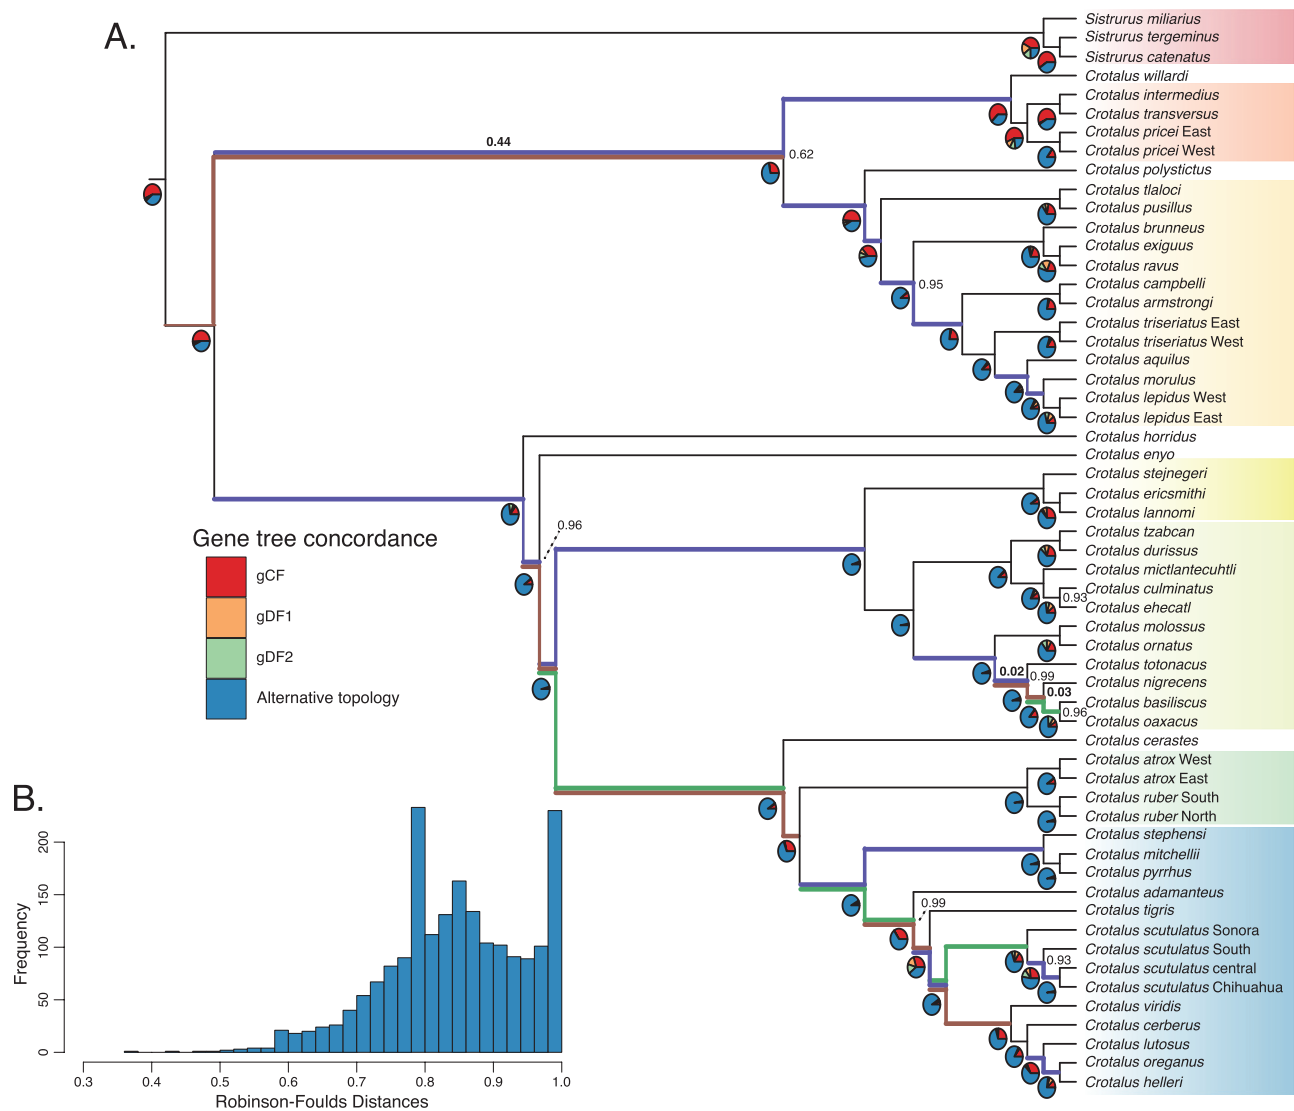 A.
Sistrurus miliarius
Sistrurus tergeminus
Sistrurus catenatus
Crotalus willardi
Crotalus intermedius
Crotalus transversus
Crotalus pricei East
Crotalus pricei West
0.44
0.62
Crotalus polystictus
Crotalus tlaloci
Crotalus pusillus
Crotalus brunneus
Crotalus exiguus
Crotalus ravus
Crotalus campbelli
0.95
Crotalus armstrongi
Crotalus triseriatus East
Crotalus triseriatus West
Crotalus aquilus
Crotalus morulus
Crotalus lepidus West
Crotalus lepidus East
Crotalus horridus
Crotalus enyo
Crotalus stejnegeri
Crotalus ericsmithi
Crotalus lannomi
0.96
Crotalus tzabcan
Crotalus durissus
Crotalus mictlantecuhtli
Crotalus culminatus
0.93
Crotalus ehecatl
Crotalus molossus
Crotalus ornatus
Crotalus totonacus
0.02
0.99
Crotalus nigrecens
0.03
Crotalus basiliscus
0.96
Crotalus oaxacus
Crotalus cerastes
Crotalus atrox West
Crotalus atrox East
Crotalus ruber South
Crotalus ruber North
Crotalus stephensi
Crotalus mitchellii
Crotalus pyrrhus
Crotalus adamanteus
0.99
Crotalus tigris
Crotalus scutulatus Sonora
Crotalus scutulatus South
0.93
Crotalus scutulatus central
Crotalus scutulatus Chihuahua
Crotalus viridis
Crotalus cerberus
Crotalus lutosus
Crotalus oreganus
Crotalus helleri
Gene tree concordance
gCF
gDF1
gDF2
Alternative topology
B.
Frequency
200
150
100
50
0
0.3 0.4 0.5 0.6 0.7 0.8 0.9 1.0
Robinson-Foulds Distances